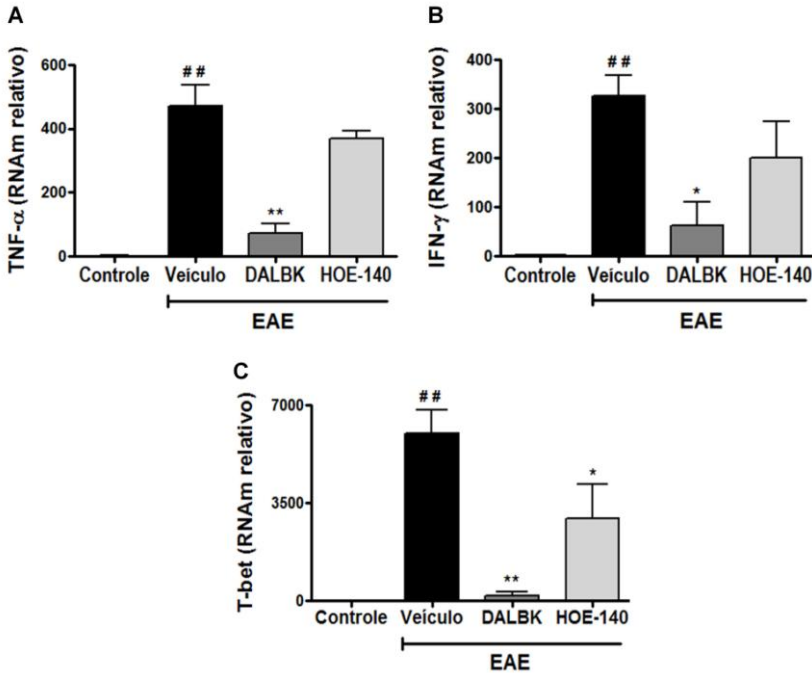 A
TNF-α (RNAm relativo)
600
400
200
0
##
**
Controle Veículo DALBK HOE-140
EAE
B
IFN-γ (RNAm relativo)
400
300
200
100
0
##
*
Controle Veículo DALBK HOE-140
EAE
C
T-bet (RNAm relativo)
7000
3500
0
##
**
*
Controle Veículo DALBK HOE-140
EAE